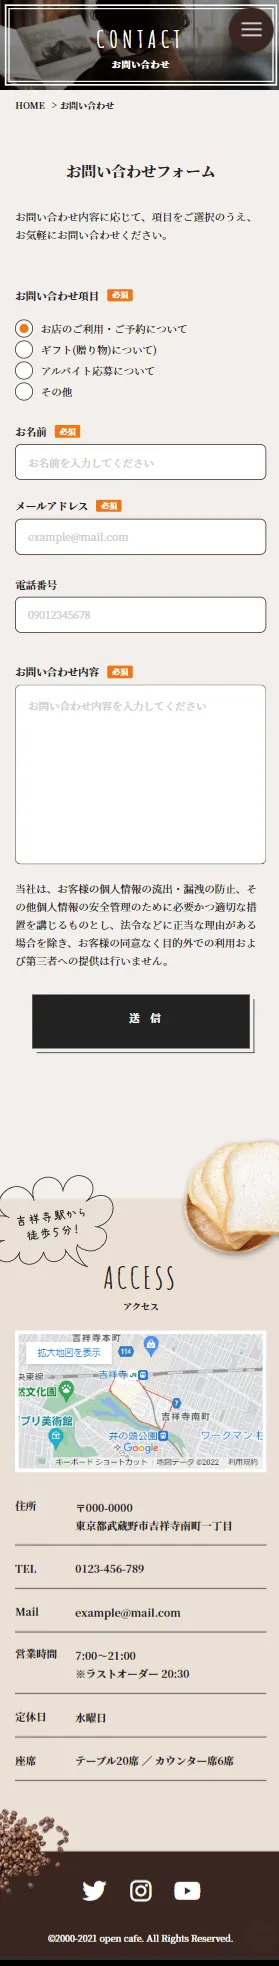 CONTACT
お問い合わせ
HOME > お問い合わせ
お問い合わせフォーム
お問い合わせ内容に応じて、項目をご選択のうえ、
お気軽にお問い合わせください。
お問い合わせ項目 必須
お店のご利用・ご予約について
ギフト(贈り物)について)
アルバイト応募について
その他
お名前 必須
お名前を入力してください
メールアドレス 必須
example@mail.com
電話番号
09012345678
お問い合わせ内容 必須
お問い合わせ内容を入力してください
当社は、お客様の個人情報の流出・漏洩の防止、そ
の他個人情報の安全管理のために必要かつ適切な措
置を講じるものとし、法令などに正当な理由がある
場合を除き、お客様の同意なく目的外での利用およ
び第三者への提供は行いません。
送 信
吉祥寺駅から
徒歩5分!
ACCESS
アクセス
吉祥寺本町
拡大地図を表示
114
央東線
吉祥寺 JR
然文化園
7
吉祥寺南町
ブリ美術館
井の頭公園
ワークマン 杉
Google
キーボード ショートカット 地図データ ©2022 利用規約
住所 〒000-0000
東京都武蔵野市吉祥寺南町一丁目
TEL 0123-456-789
Mail example@mail.com
営業時間 7:00〜21:00
※ラストオーダー 20:30
定休日 水曜日
座席 テーブル20席 ／ カウンター席6席
©2000-2021 open cafe. All Rights Reserved.